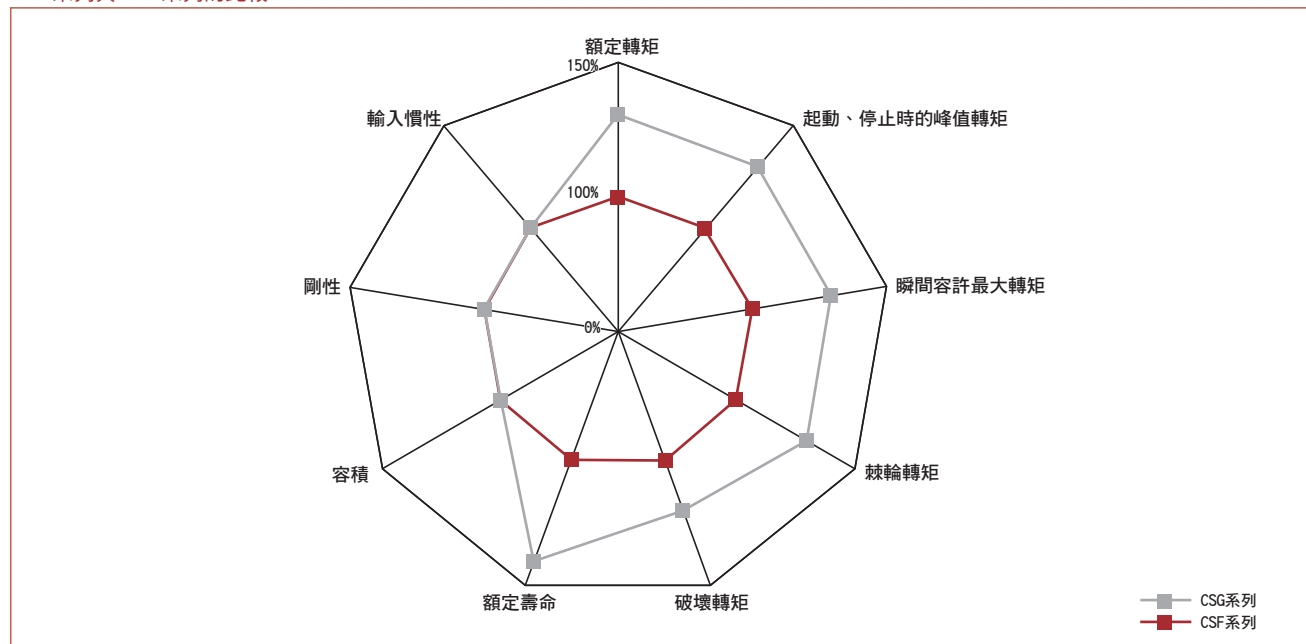 額定轉矩
150%
輸入慣性
起動、停止時的峰值轉矩
100%
剛性
瞬間容許最大轉矩
0%
容積
棘輪轉矩
額定壽命
破壞轉矩
CSG系列
CSF系列